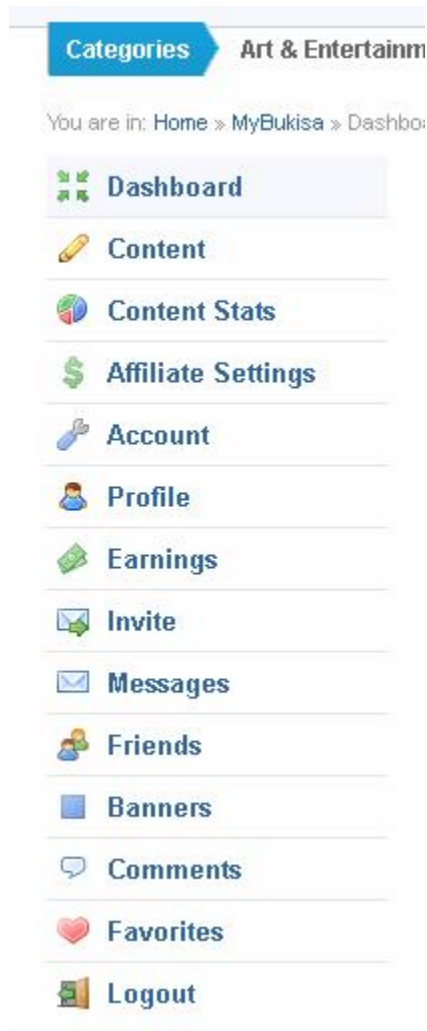 Categories Art & Entertainm
You are in: Home » MyBukisa » Dashboa
Dashboard
Content
Content Stats
Affiliate Settings
Account
Profile
Earnings
Invite
Messages
Friends
Banners
Comments
Favorites
Logout